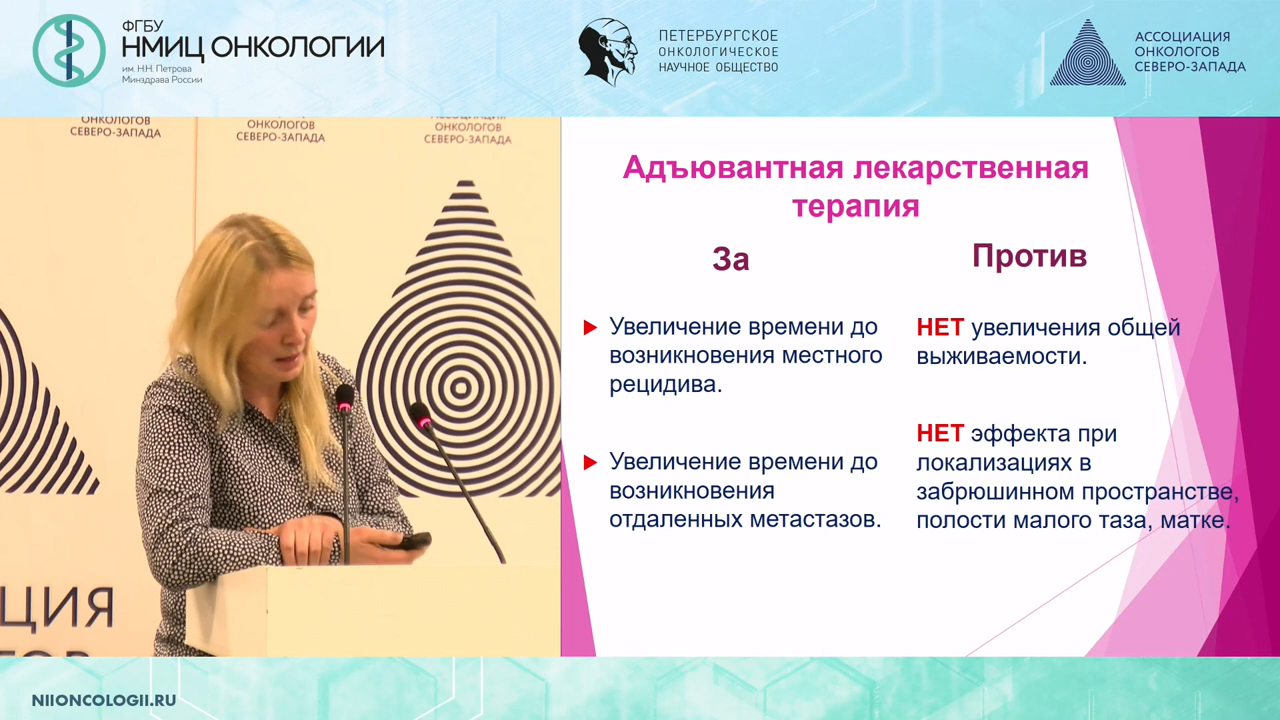 ФГБУ
НМИЦ ОНКОЛОГИИ
им. Н.Н. Петрова
Минздрава России
ПЕТЕРБУРГСКОЕ
ОНКОЛОГИЧЕСКОЕ
НАУЧНОЕ ОБЩЕСТВО
АССОЦИАЦИЯ
ОНКОЛОГОВ
СЕВЕРО-ЗАПАДА
ОНКОЛОГОВ
СЕВЕРО-ЗАПАДА
ОНКОЛОГОВ
СЕВЕРО-ЗАПАДА
АССОЦИАЦИЯ
ОНКОЛОГОВ
СЕВЕРО-ЗАПАДА
ЦИЯ
Адъювантная лекарственная
терапия
За
Увеличение времени до
возникновения местного
рецидива.
Увеличение времени до
возникновения
отдаленных метастазов.
Против
НЕТ увеличения общей
выживаемости.
НЕТ эффекта при
локализациях в
забрюшинном пространстве,
полости малого таза, матке.
NIIONCOLOGII.RU